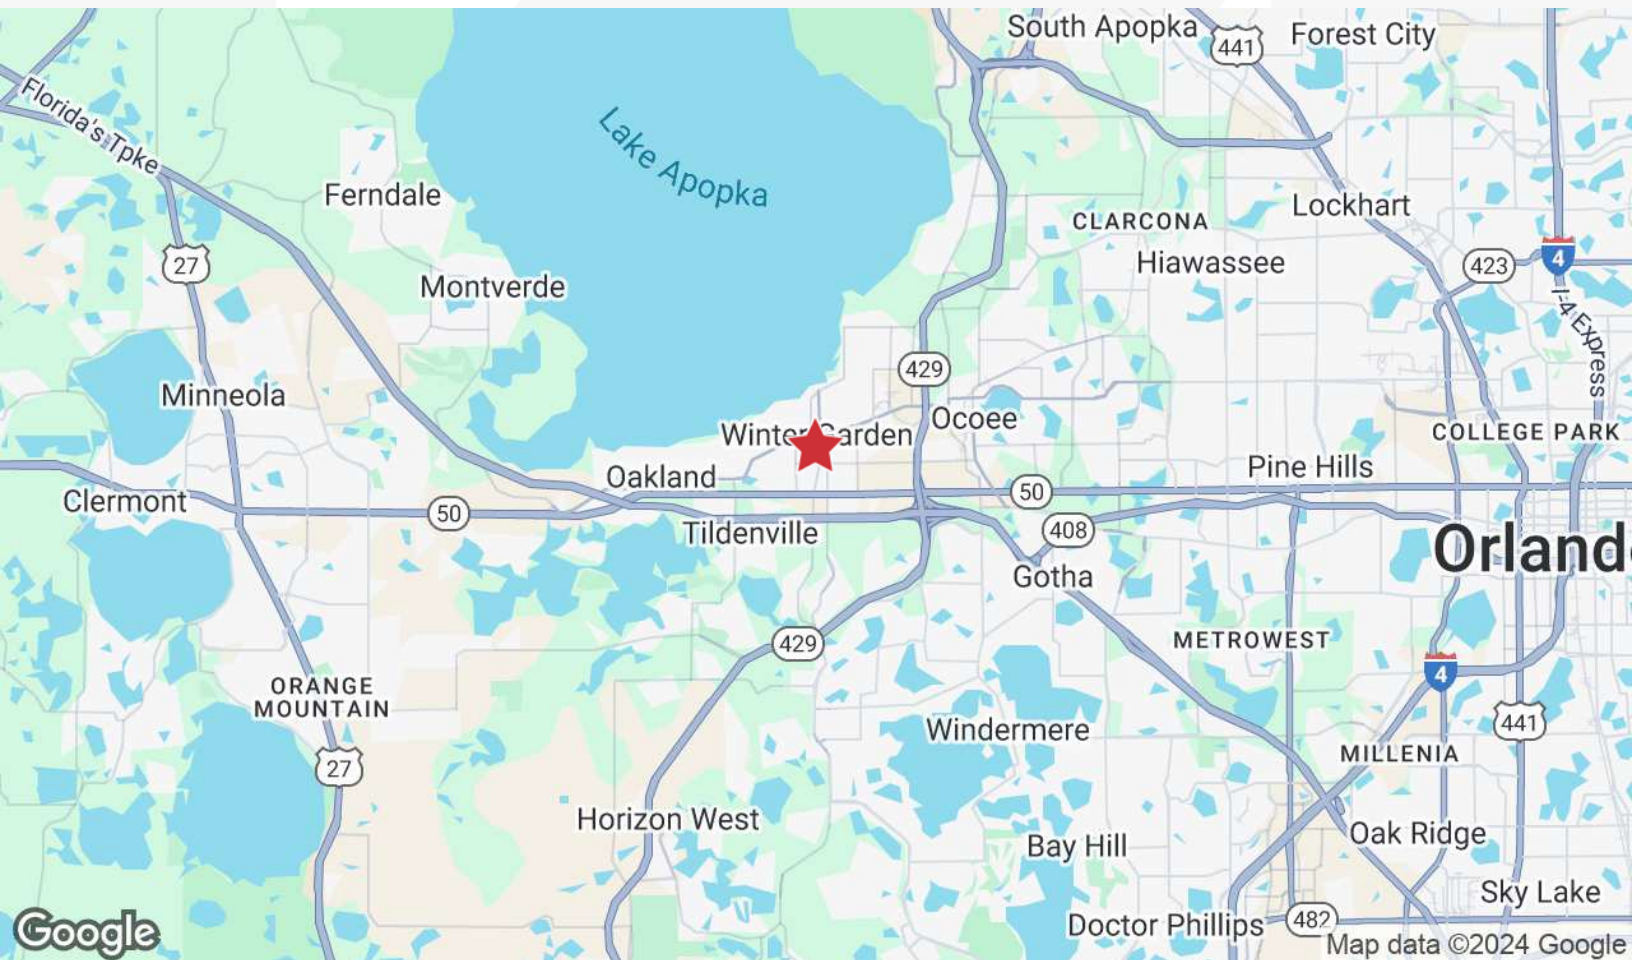 South Apopka
441
Forest City
Florida's Tpke
Lake Apopka
Ferndale
Lockhart
CLARCONA
27
Hiawassee
423
4
Montverde
I-4 Express
429
Minneola
Ocoee
Winter Garden
COLLEGE PARK
Pine Hills
Oakland
50
Clermont
50
408
Tildenville
Orland
Gotha
METROWEST
429
4
ORANGE
MOUNTAIN
441
Windermere
MILLENIA
27
Horizon West
Oak Ridge
Bay Hill
Sky Lake
Doctor Phillips
482
Google
Map data ©2024 Google